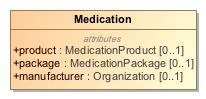 Medication
attributes
+product : MedicationProduct [0..1]
+package : MedicationPackage [0..1]
+manufacturer : Organization [0..1]